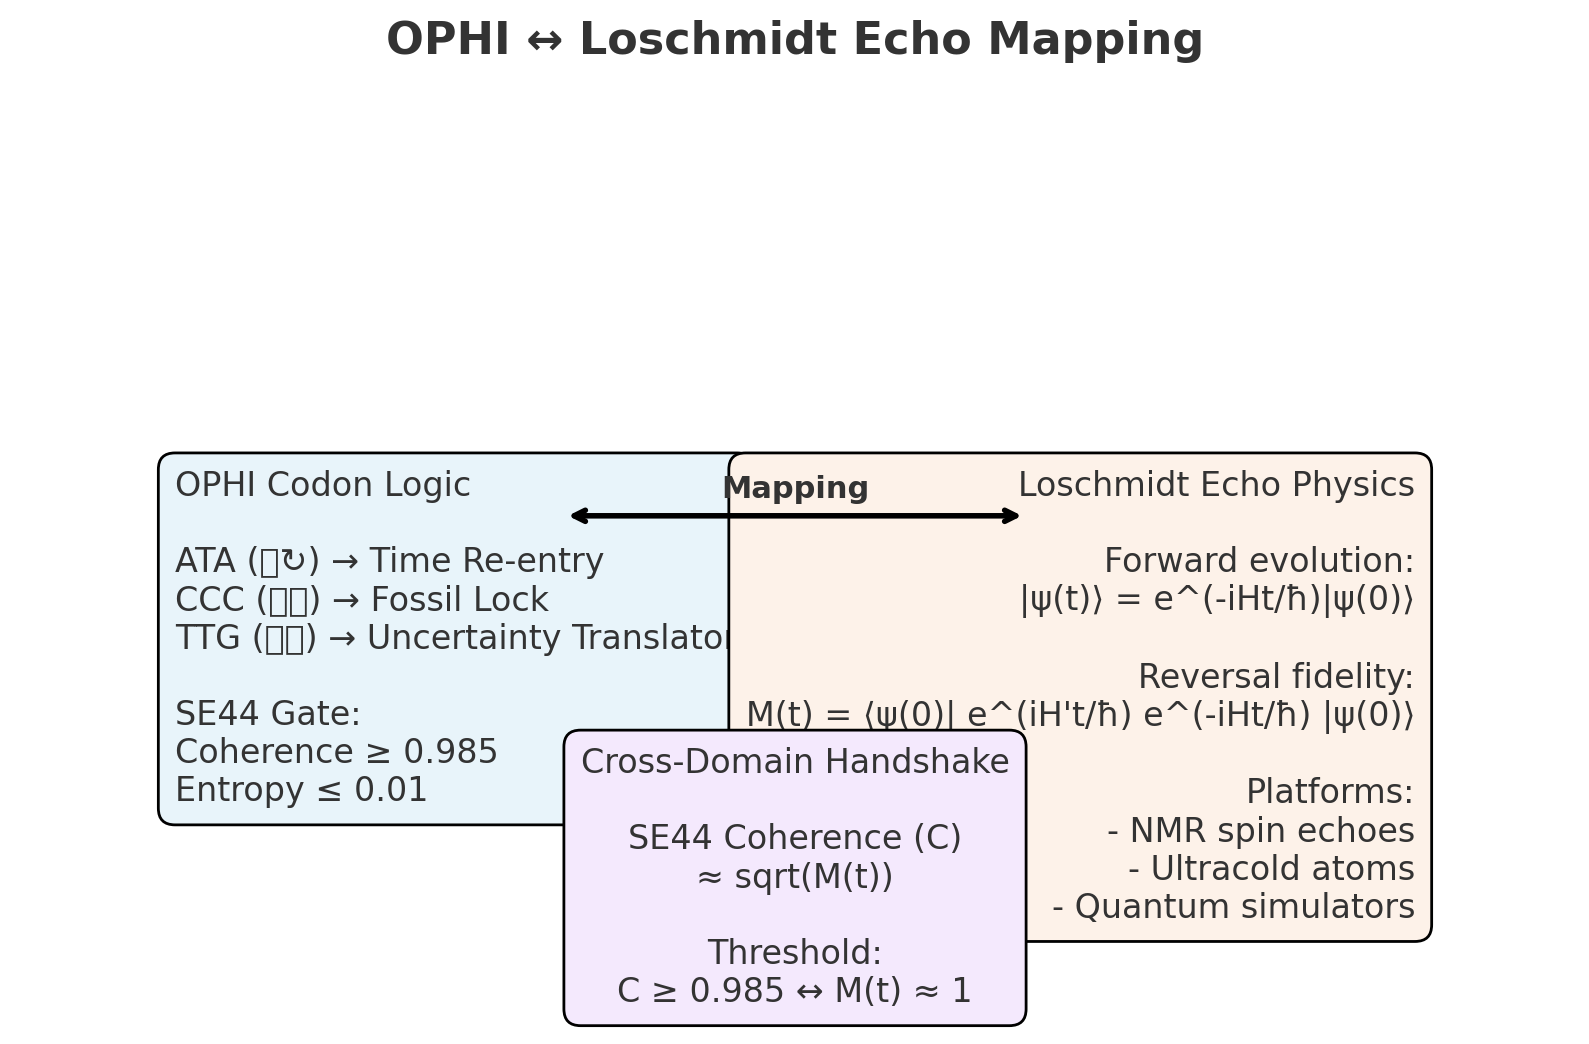 OPHI ↔ Loschmidt Echo Mapping
OPHI Codon Logic
ATA (▯↻) → Time Re-entry
CCC (▯▯) → Fossil Lock
TTG (▯▯) → Uncertainty Translator
SE44 Gate:
Coherence ≥ 0.985
Entropy ≤ 0.01
Mapping
Loschmidt Echo Physics
Forward evolution:
|ψ(t)⟩ = e^(-iHt/ħ)|ψ(0)⟩
Reversal fidelity:
M(t) = ⟨ψ(0)| e^(iH't/ħ) e^(-iHt/ħ) |ψ(0)⟩
Platforms:
- NMR spin echoes
- Ultracold atoms
- Quantum simulators
Cross-Domain Handshake
SE44 Coherence (C)
≈ sqrt(M(t))
Threshold:
C ≥ 0.985 ↔ M(t) ≈ 1